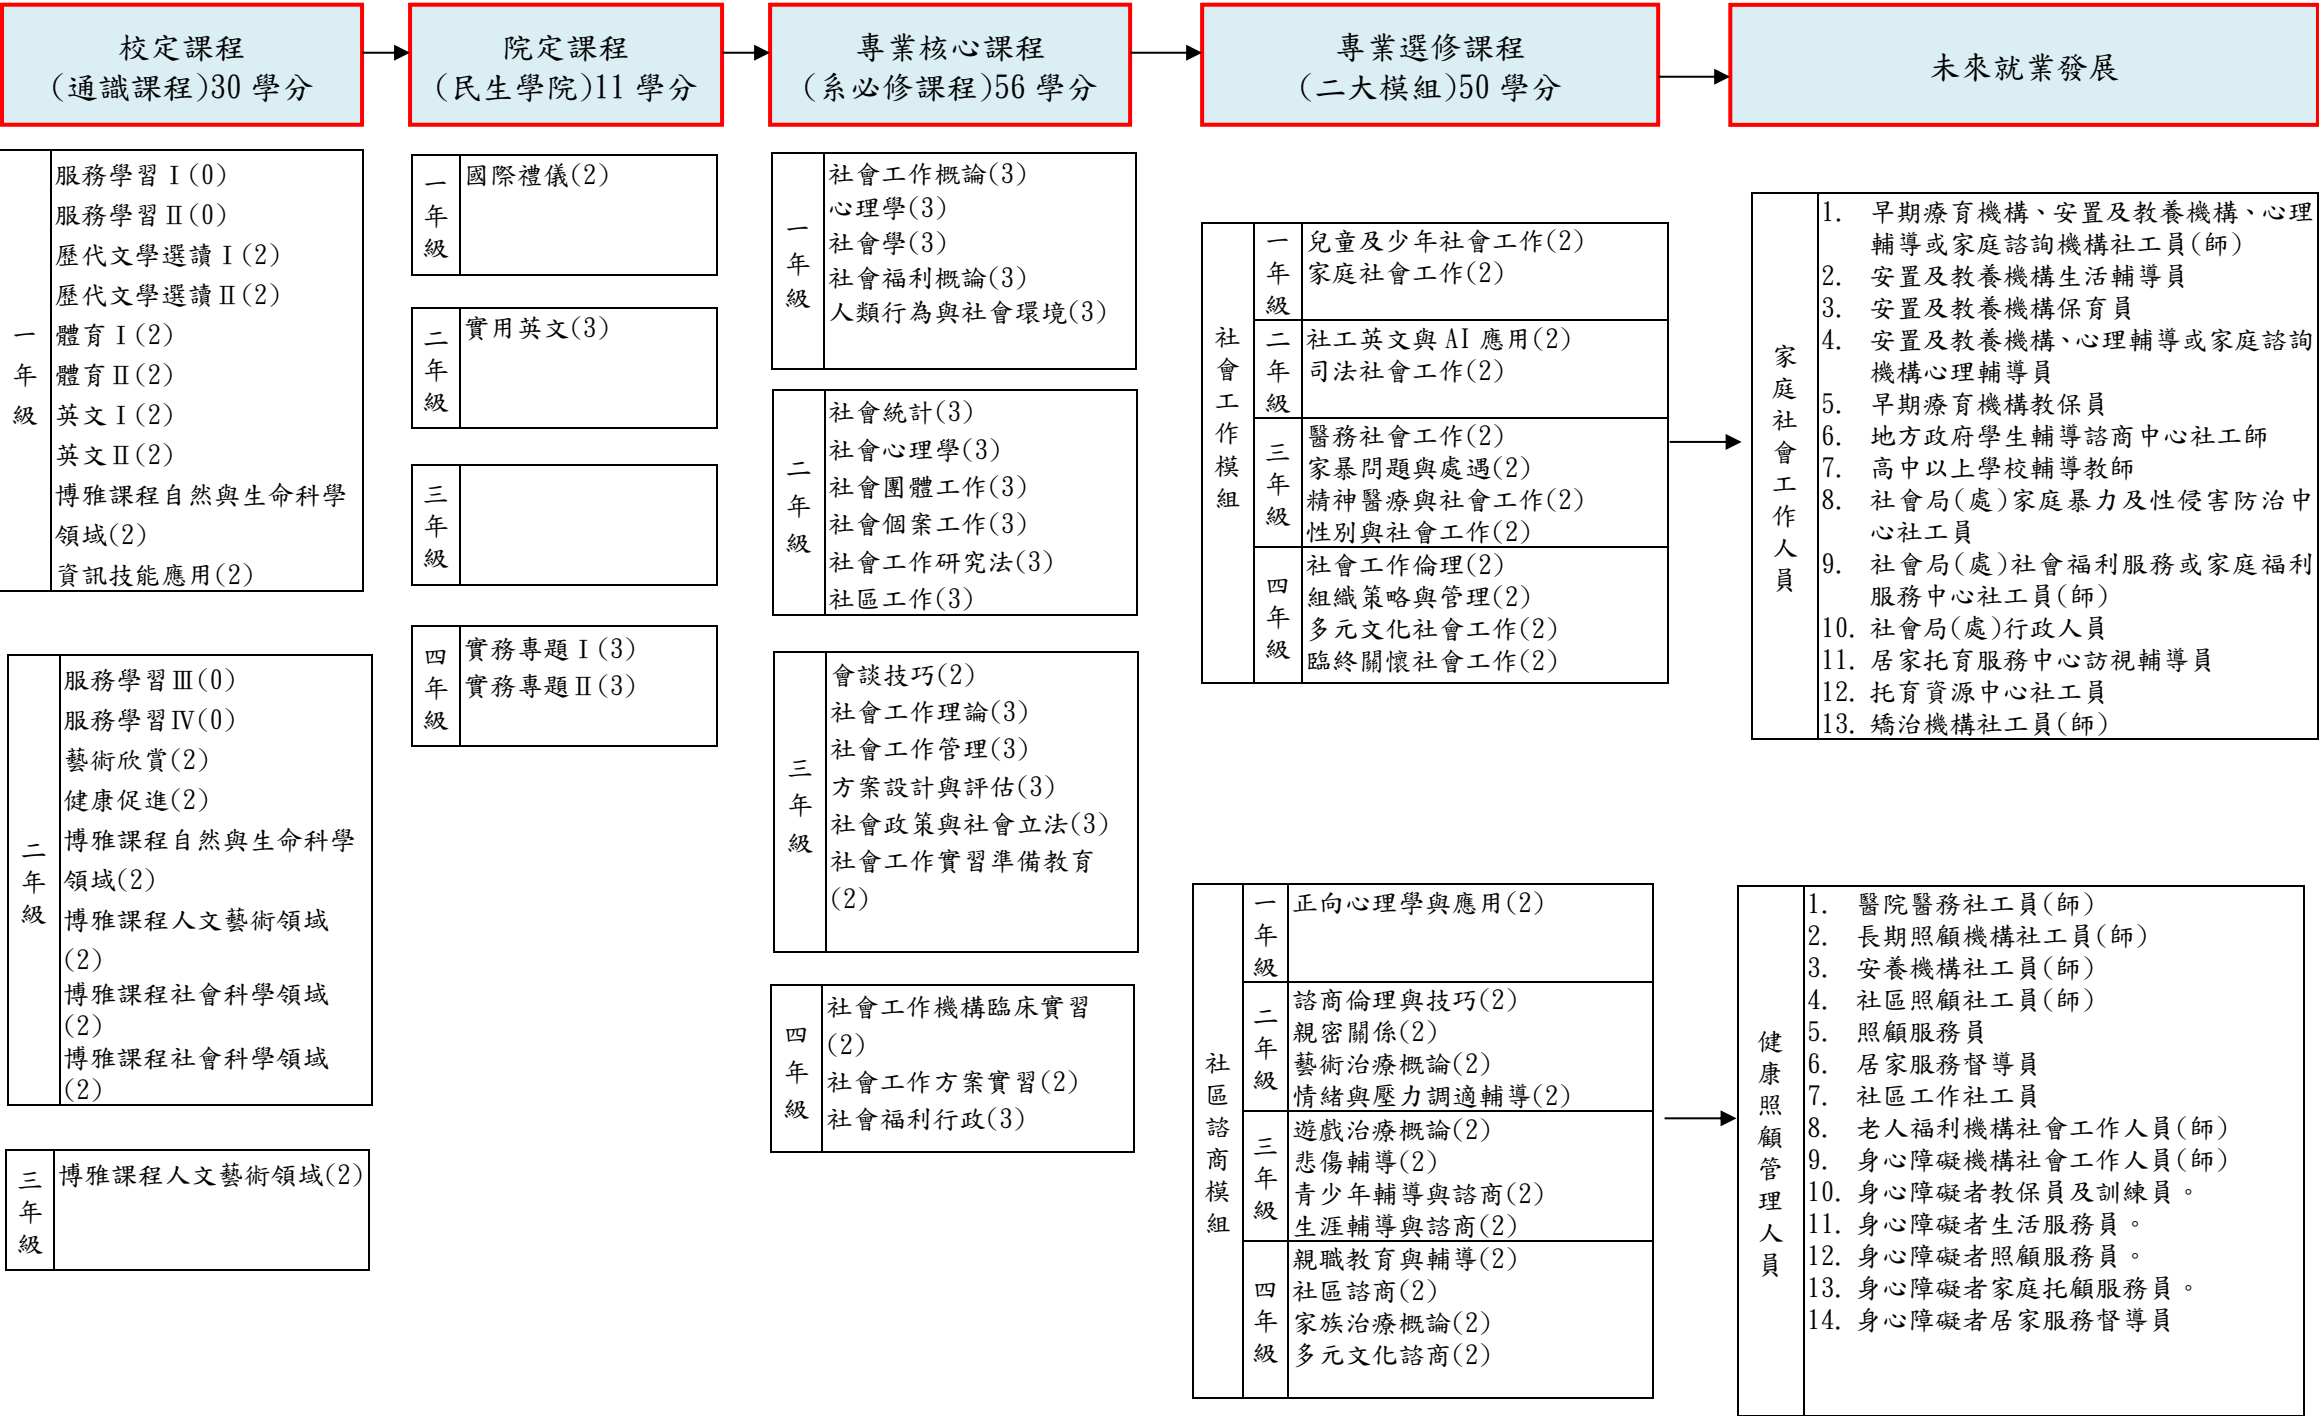 校定課程
(通識課程)30 學分
院定課程
(民生學院)11 學分
專業核心課程
(系必修課程)56 學分
專業選修課程
(二大模組)50 學分
未來就業發展
一年級
服務學習Ⅰ(0)
服務學習Ⅱ(0)
歷代文學選讀Ⅰ(2)
歷代文學選讀Ⅱ(2)
體育Ⅰ(2)
體育Ⅱ(2)
英文Ⅰ(2)
英文Ⅱ(2)
博雅課程自然與生命科學
領域(2)
資訊技能應用(2)
二年級
服務學習Ⅲ(0)
服務學習Ⅳ(0)
藝術欣賞(2)
健康促進(2)
博雅課程自然與生命科學
領域(2)
博雅課程人文藝術領域
(2)
博雅課程社會科學領域
(2)
博雅課程社會科學領域
(2)
三年級
博雅課程人文藝術領域(2)
一年級
國際禮儀(2)
二年級
實用英文(3)
三年級
四年級
實務專題Ⅰ(3)
實務專題Ⅱ(3)
一年級
社會工作概論(3)
心理學(3)
社會學(3)
社會福利概論(3)
人類行為與社會環境(3)
二年級
社會統計(3)
社會心理學(3)
社會團體工作(3)
社會個案工作(3)
社會工作研究法(3)
社區工作(3)
三年級
會談技巧(2)
社會工作理論(3)
社會工作管理(3)
方案設計與評估(3)
社會政策與社會立法(3)
社會工作實習準備教育
(2)
四年級
社會工作機構臨床實習
(2)
社會工作方案實習(2)
社會福利行政(3)
社會工作模組
一年級
兒童及少年社會工作(2)
家庭社會工作(2)
二年級
社工英文與 AI 應用(2)
司法社會工作(2)
三年級
醫務社會工作(2)
家暴問題與處遇(2)
精神醫療與社會工作(2)
性別與社會工作(2)
四年級
社會工作倫理(2)
組織策略與管理(2)
多元文化社會工作(2)
臨終關懷社會工作(2)
社區諮商模組
一年級
正向心理學與應用(2)
二年級
諮商倫理與技巧(2)
親密關係(2)
藝術治療概論(2)
情緒與壓力調適輔導(2)
三年級
遊戲治療概論(2)
悲傷輔導(2)
青少年輔導與諮商(2)
生涯輔導與諮商(2)
四年級
親職教育與輔導(2)
社區諮商(2)
家族治療概論(2)
多元文化諮商(2)
家庭社會工作人員
1. 早期療育機構、安置及教養機構、心理
輔導或家庭諮詢機構社工員(師)
2. 安置及教養機構生活輔導員
3. 安置及教養機構保育員
4. 安置及教養機構、心理輔導或家庭諮詢
機構心理輔導員
5. 早期療育機構教保員
6. 地方政府學生輔導諮商中心社工師
7. 高中以上學校輔導教師
8. 社會局(處)家庭暴力及性侵害防治中
心社工員
9. 社會局(處)社會福利服務或家庭福利
服務中心社工員(師)
10. 社會局(處)行政人員
11. 居家托育服務中心訪視輔導員
12. 托育資源中心社工員
13. 矯治機構社工員(師)
健康照顧管理人員
1. 醫院醫務社工員(師)
2. 長期照顧機構社工員(師)
3. 安養機構社工員(師)
4. 社區照顧社工員(師)
5. 照顧服務員
6. 居家服務督導員
7. 社區工作社工員
8. 老人福利機構社會工作人員(師)
9. 身心障礙機構社會工作人員(師)
10. 身心障礙者教保員及訓練員。
11. 身心障礙者生活服務員。
12. 身心障礙者照顧服務員。
13. 身心障礙者家庭托顧服務員。
14. 身心障礙者居家服務督導員